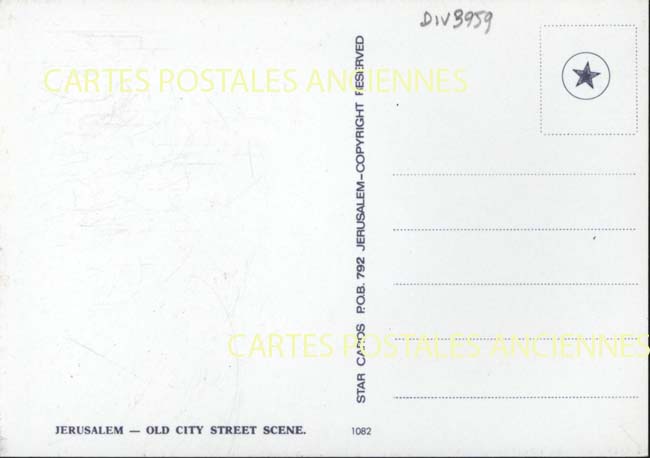 DIV3959
CARTES POSTALES ANCIENNES
STAR CARDS P.O.B. 792 JERUSALEM-COPYRIGHT RESERVED
CARTES POSTALES ANCIENNES
JERUSALEM — OLD CITY STREET SCENE.
1082